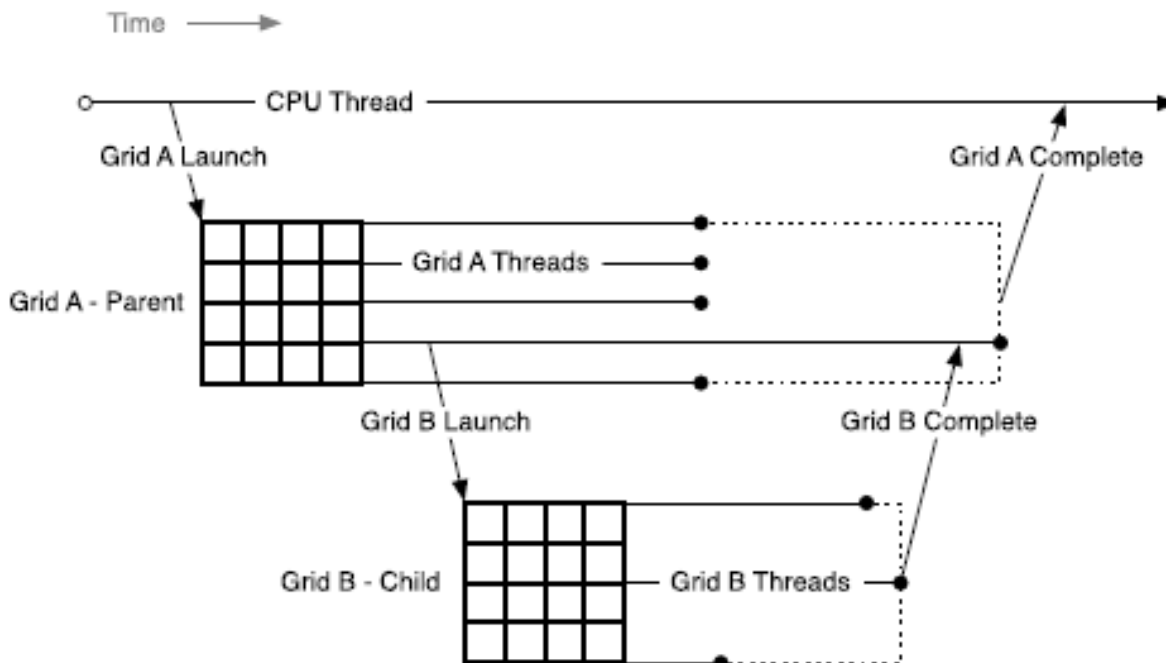 Time
CPU Thread
Grid A Launch
Grid A Complete
Grid A Threads
Grid A - Parent
Grid B Launch
Grid B Complete
Grid B - Child
Grid B Threads